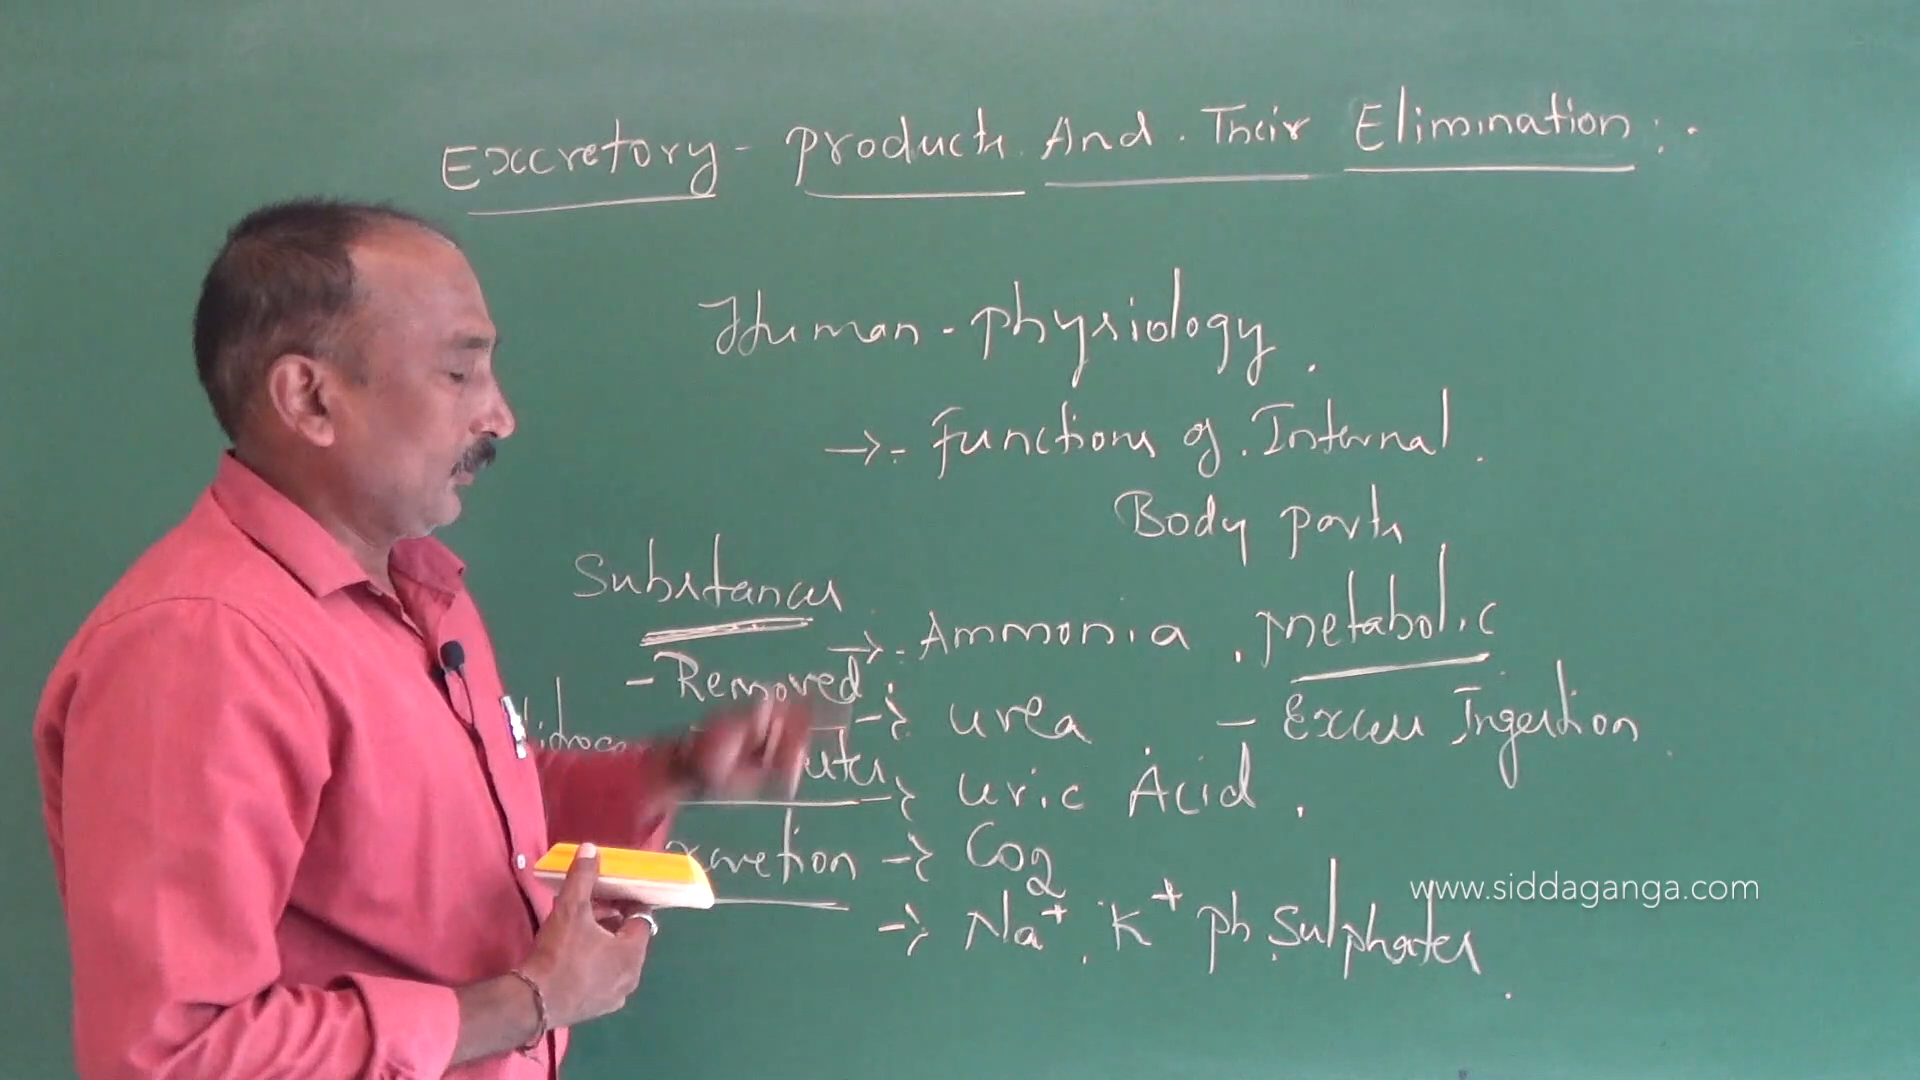 Excretory - Products And Their Elimination :-
Human - physiology.
→ - Functions of Internal
Body parts
Substances
→ Ammonia, metabolic
- Removed
→ urea - Excess Ingestion
→ uric Acid.
→ Co2
www.siddaganga.com
→ Na+, K+ ph Sulphates.